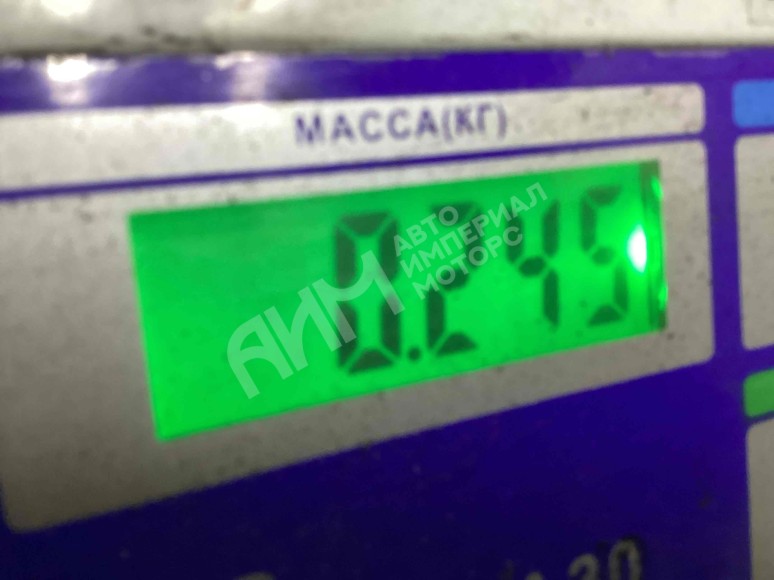 МАССА(КГ)
0.245
АИМ
АВТО
ИМПЕРИАЛ
МОТОРС